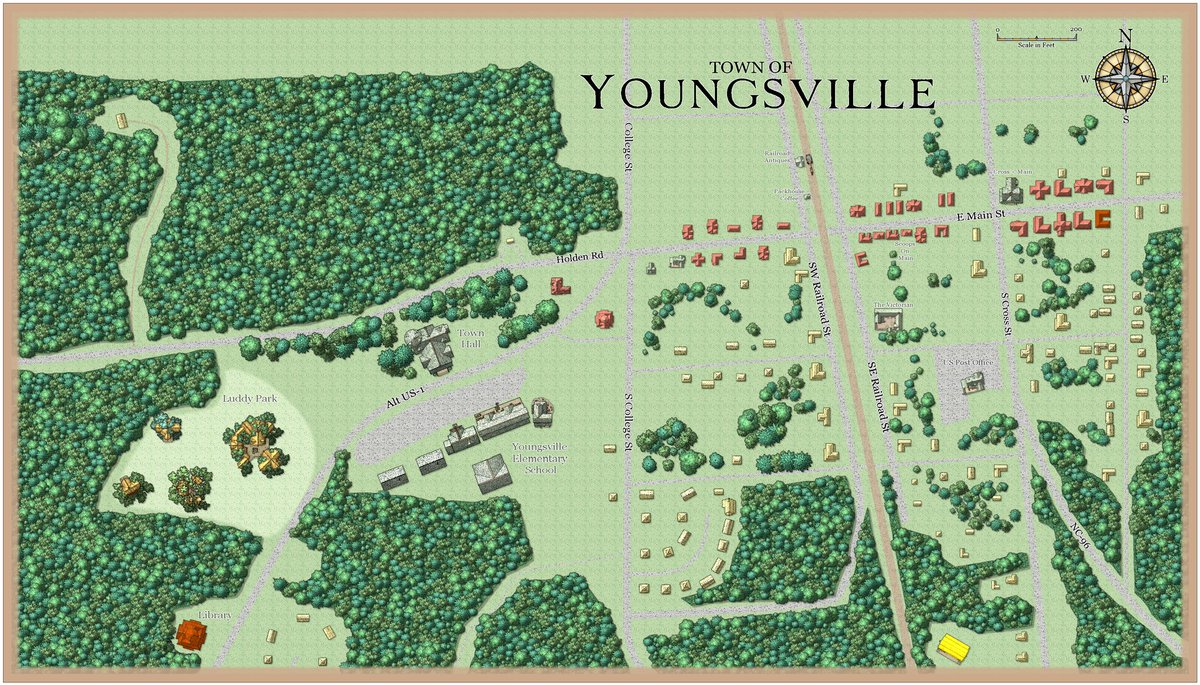 TOWN OF
YOUNGSVILLE
0 200
Scale in Feet
N
W E
S
College St
Railroad
Antiques
Packhouse
Coffee
Cross - Main
E Main St
Holden Rd
Scoops
On
Main
SW Railroad St
S Cross St
The Victorian
Town
Hall
US Post Office
Alt US-1
Luddy Park
S College St
SE Railroad St
Youngsville
Elementary
School
NC-96
Library